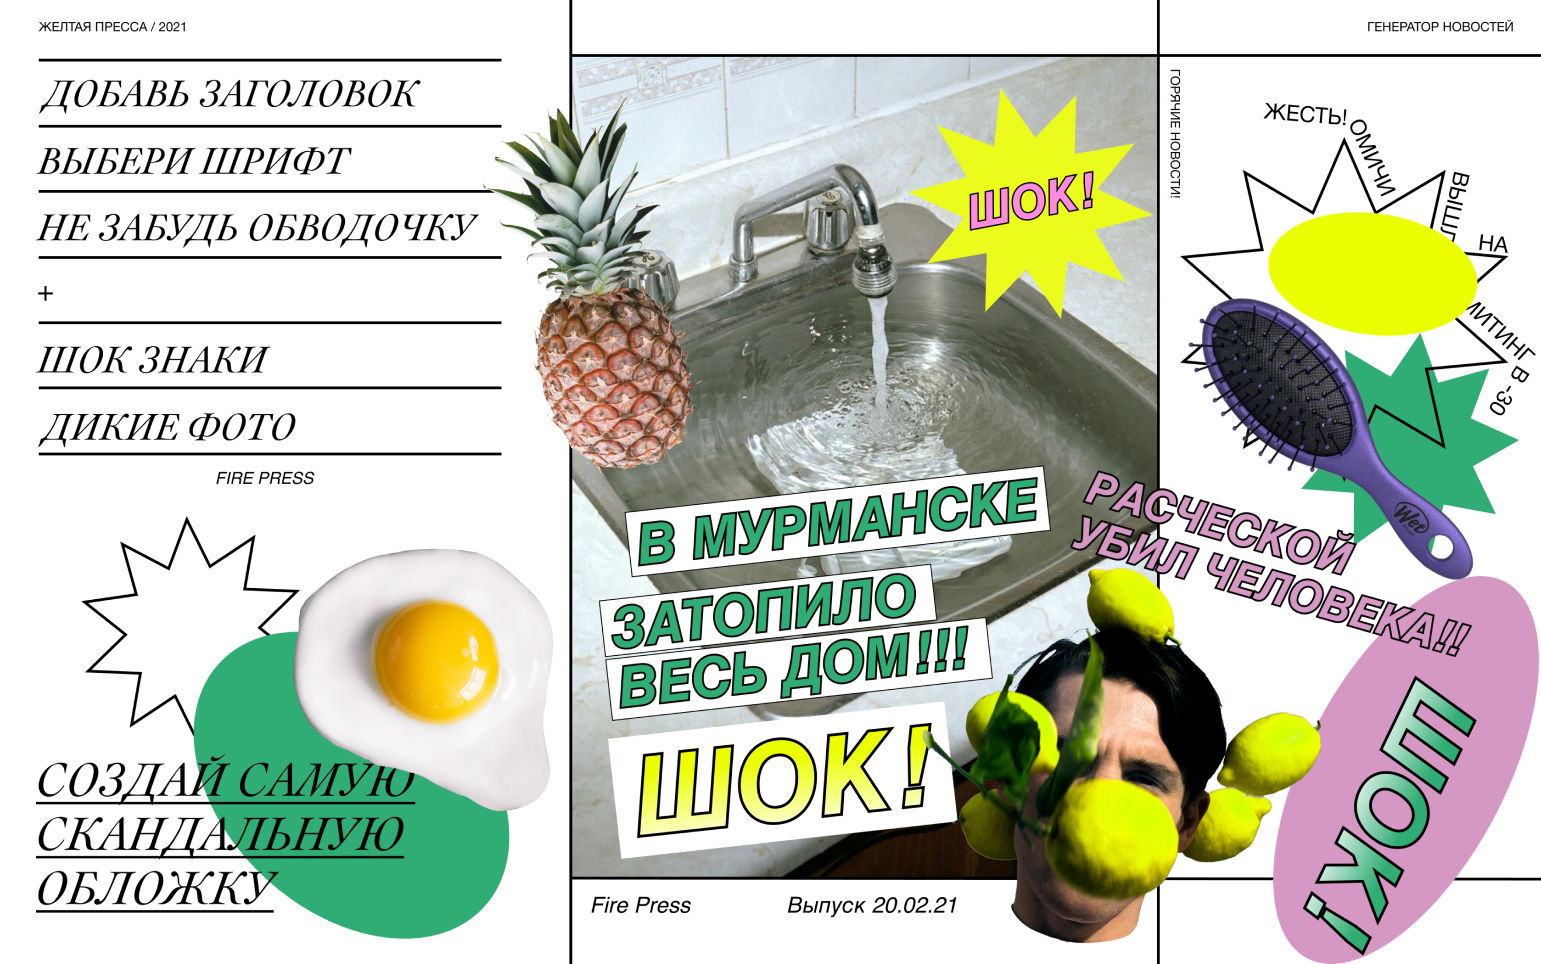 ЖЕЛТАЯ ПРЕССА / 2021
ГЕНЕРАТОР НОВОСТЕЙ
ДОБАВЬ ЗАГОЛОВОК
ВЫБЕРИ ШРИФТ
НЕ ЗАБУДЬ ОБВОДОЧКУ
+
ШОК ЗНАКИ
ДИКИЕ ФОТО
FIRE PRESS
СОЗДАЙ САМУЮ
СКАНДАЛЬНУЮ
ОБЛОЖКУ
ШОК!
В МУРМАНСКЕ
ЗАТОПИЛО
ВЕСЬ ДОМ!!!
ШОК!
Fire Press
Выпуск 20.02.21
ГОРЯЧИЕ НОВОСТИ!
ЖЕСТЬ! ОМИЧИ ВЫШЛ НА МИТИНГ В -30
Wet
РАСЧЕСКОЙ
УБИЛ ЧЕЛОВЕКА!!
ШОК!